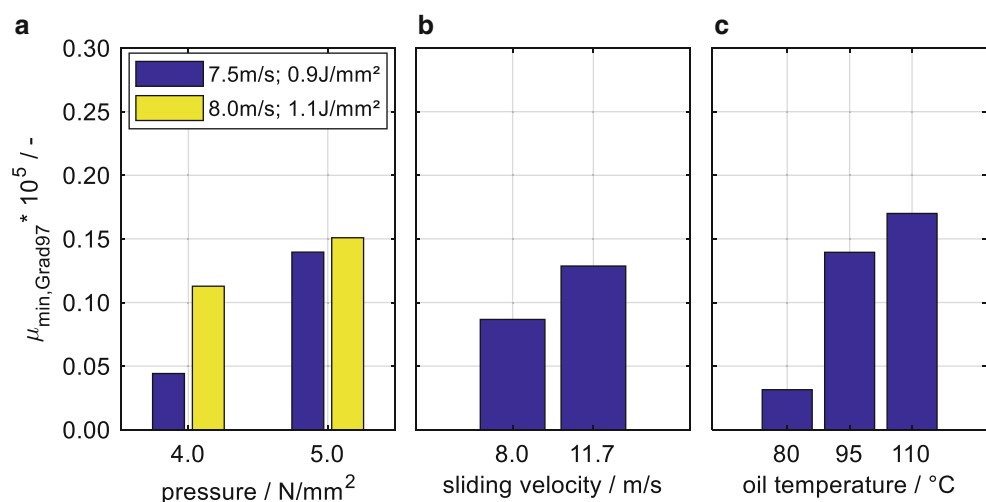 a b c
0.30
0.25
0.20
0.15
0.10
0.05
0.00
μmin,Grad97* 10^5 / -
7.5m/s; 0.9J/mm²
8.0m/s; 1.1J/mm²
4.0 5.0
pressure / N/mm²
8.0 11.7
sliding velocity / m/s
80 95 110
oil temperature / °C